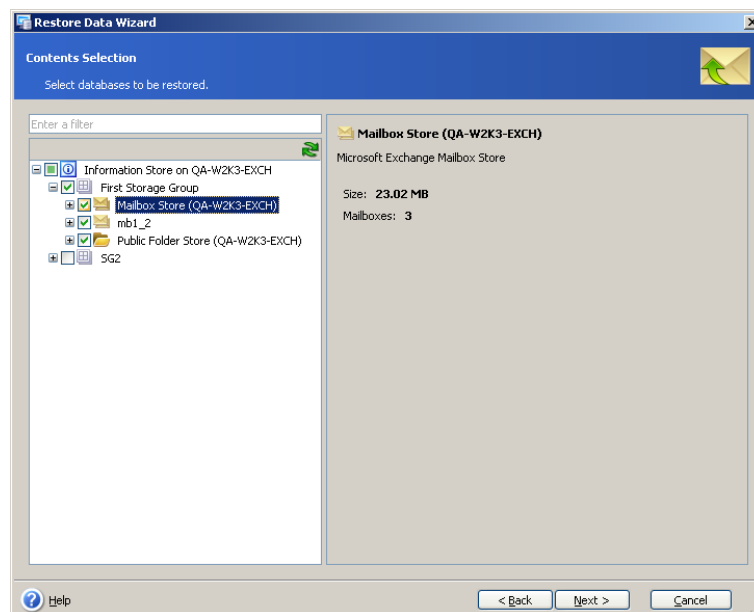 Restore Data Wizard
Contents Selection
Select databases to be restored.
Enter a filter
Information Store on QA-W2K3-EXCH
First Storage Group
Mailbox Store (QA-W2K3-EXCH)
mb1_2
Public Folder Store (QA-W2K3-EXCH)
SG2
Mailbox Store (QA-W2K3-EXCH)
Microsoft Exchange Mailbox Store
Size: 23.02 MB
Mailboxes: 3
Help
< Back Next > Cancel